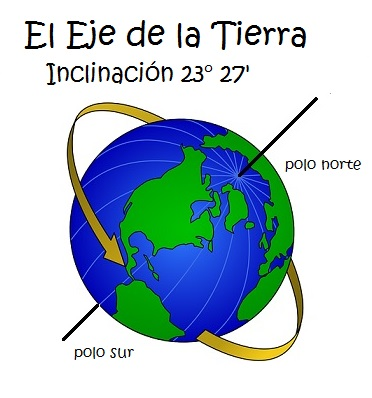 El Eje de la Tierra
Inclinación 23° 27'
polo norte
polo sur